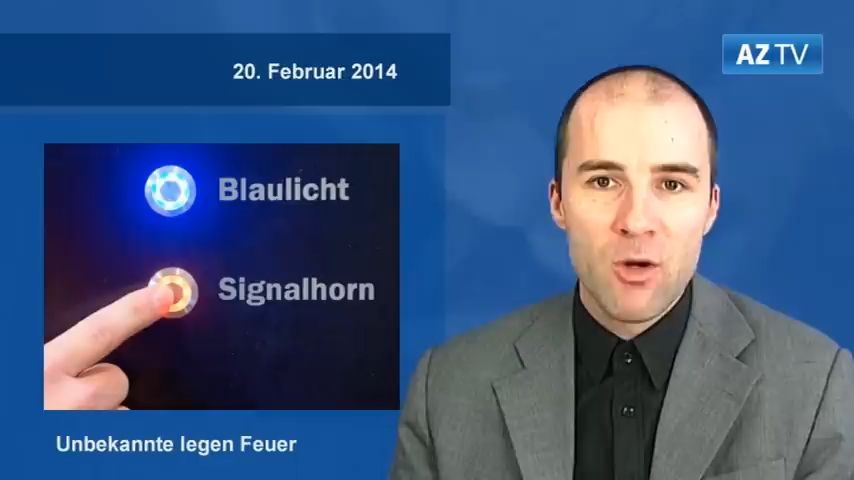 20. Februar 2014
AZ TV
Blaulicht
Signalhorn
Unbekannte legen Feuer